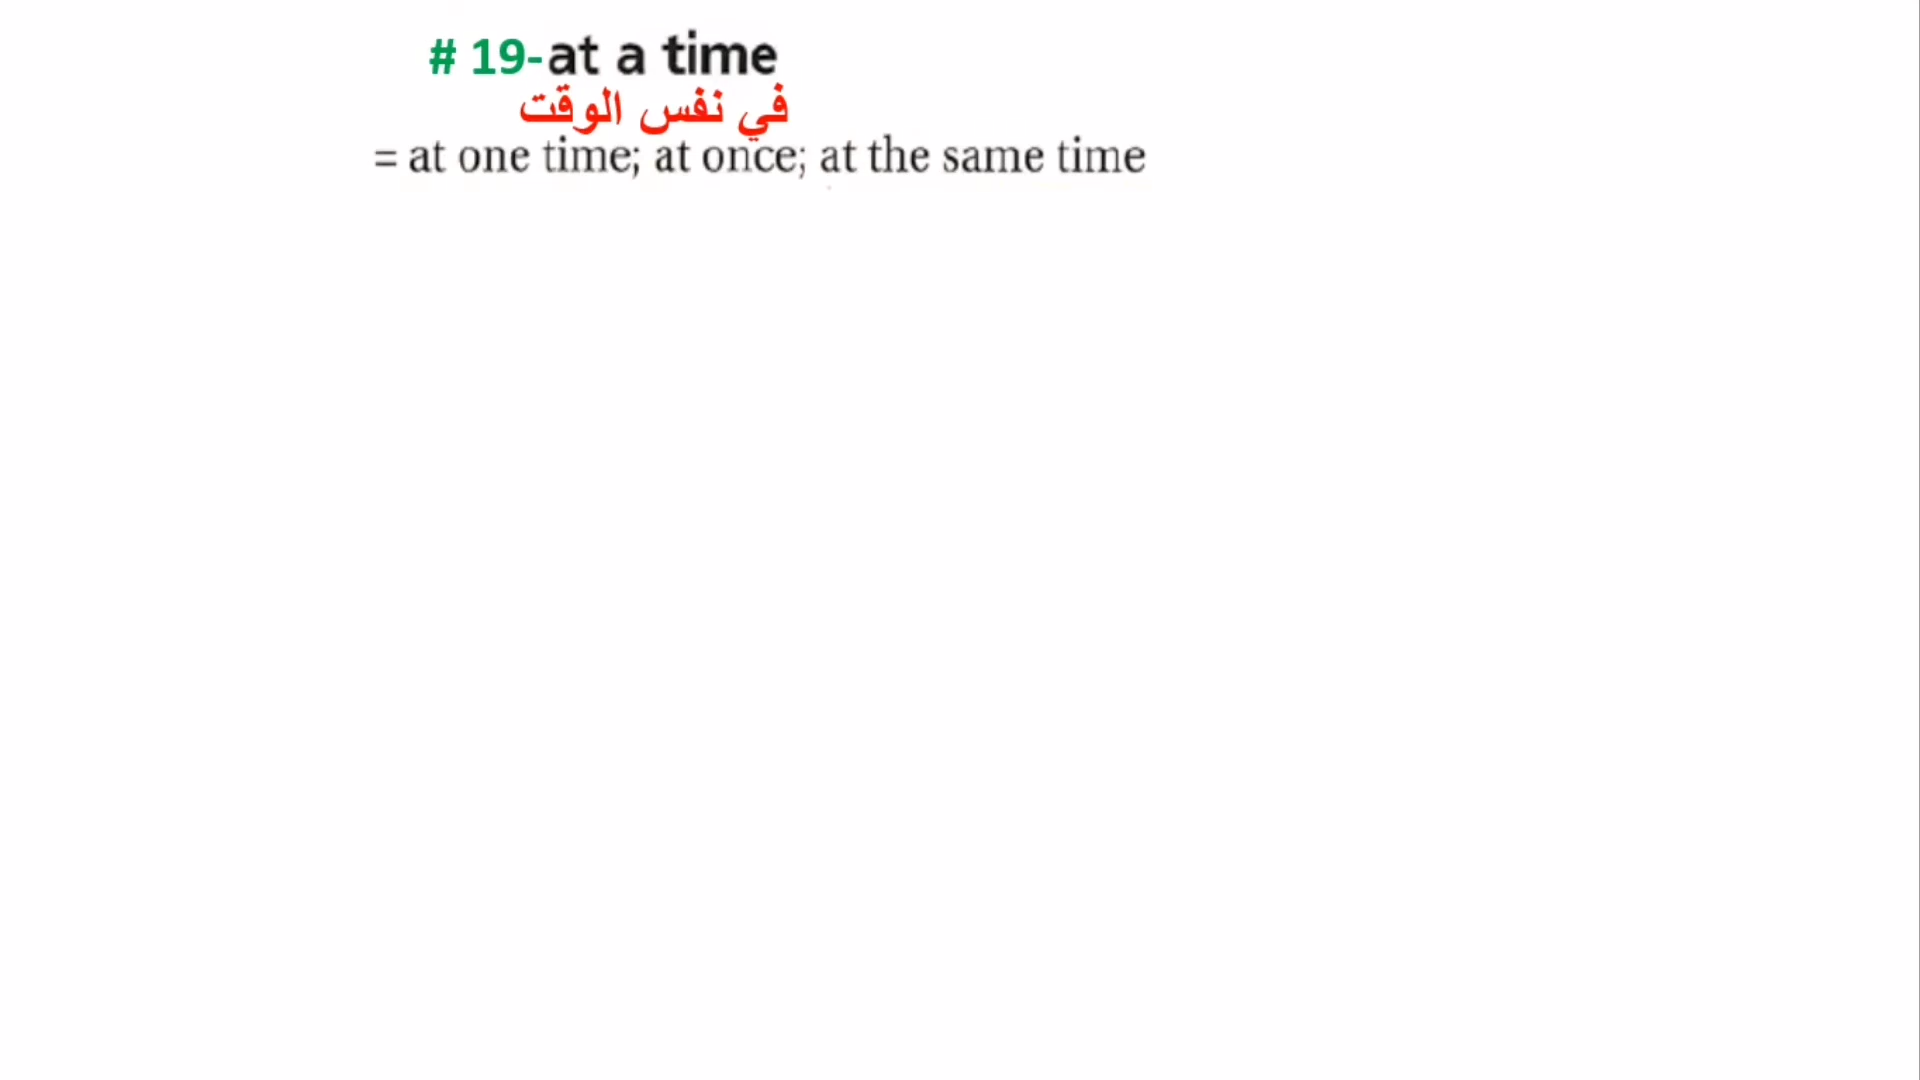 # 19-at a time
في نفس الوقت
= at one time; at once; at the same time